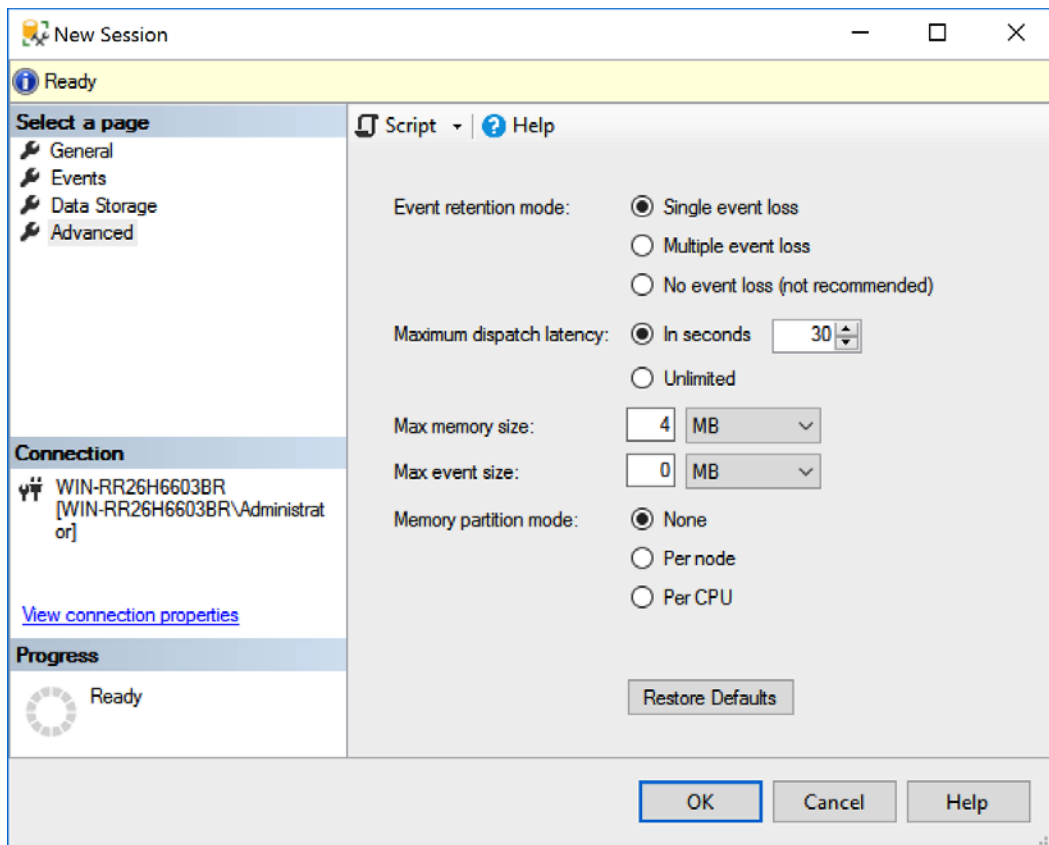 New Session
Ready
Select a page
General
Events
Data Storage
Advanced
Connection
WIN-RR26H6603BR
[WIN-RR26H6603BR\Administrat
or]
View connection properties
Progress
Ready
Script
Help
Event retention mode:
Single event loss
Multiple event loss
No event loss (not recommended)
Maximum dispatch latency:
In seconds 30
Unlimited
Max memory size: 4 MB
Max event size: 0 MB
Memory partition mode:
None
Per node
Per CPU
Restore Defaults
OK
Cancel
Help